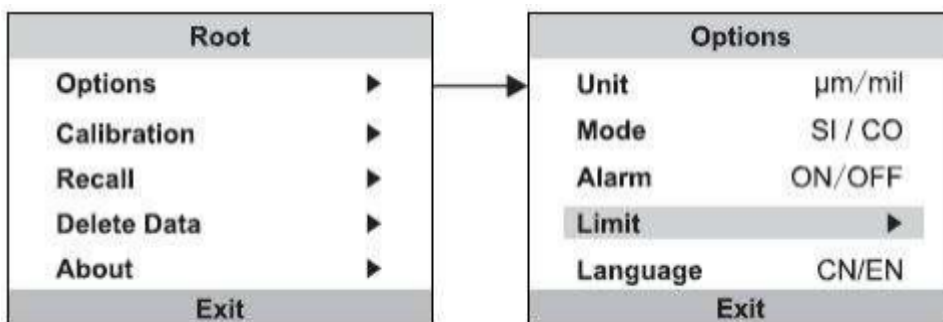 Root
Options ▶
Calibration ▶
Recall ▶
Delete Data ▶
About ▶
Exit
Options
Unit μm/mil
Mode SI / CO
Alarm ON/OFF
Limit ▶
Language CN/EN
Exit